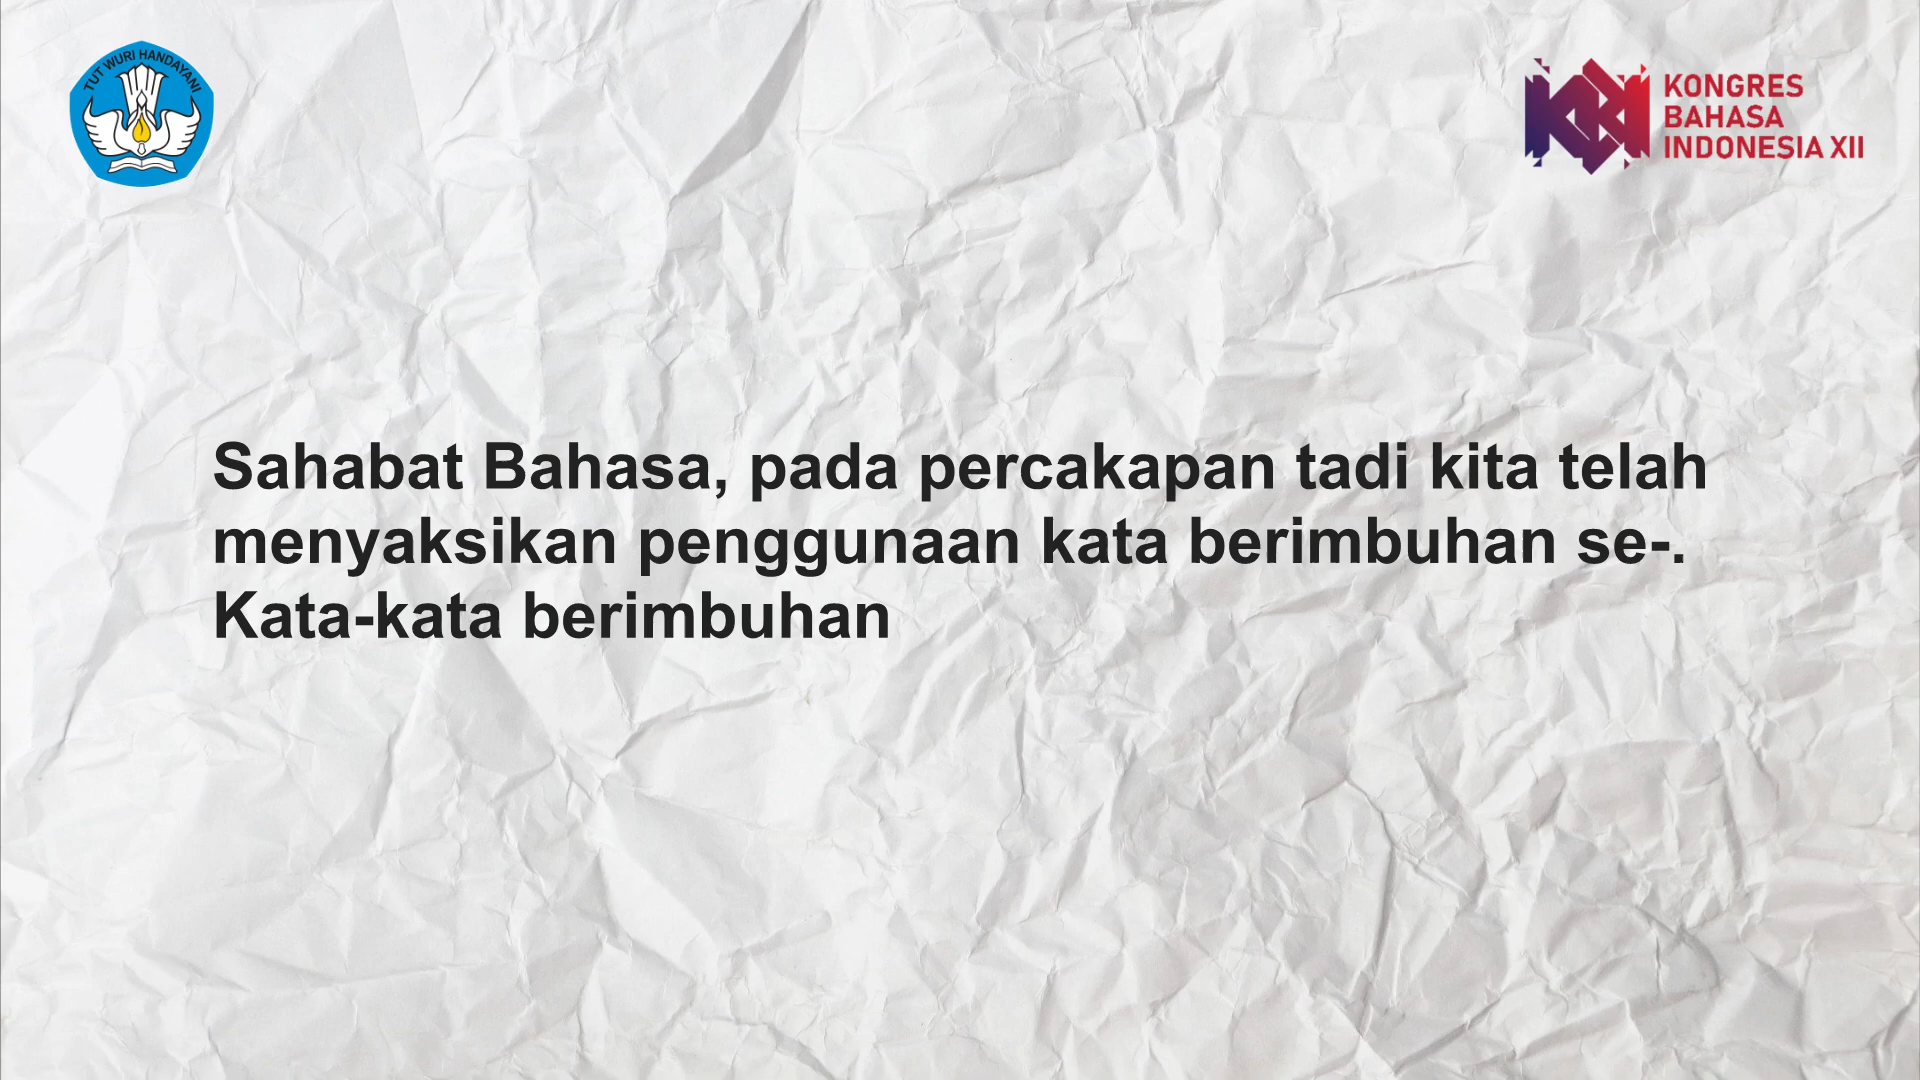 TUT WURI HANDAYANI
KONGRES
BAHASA
INDONESIA XII
Sahabat Bahasa, pada percakapan tadi kita telah
menyaksikan penggunaan kata berimbuhan se-.
Kata-kata berimbuhan